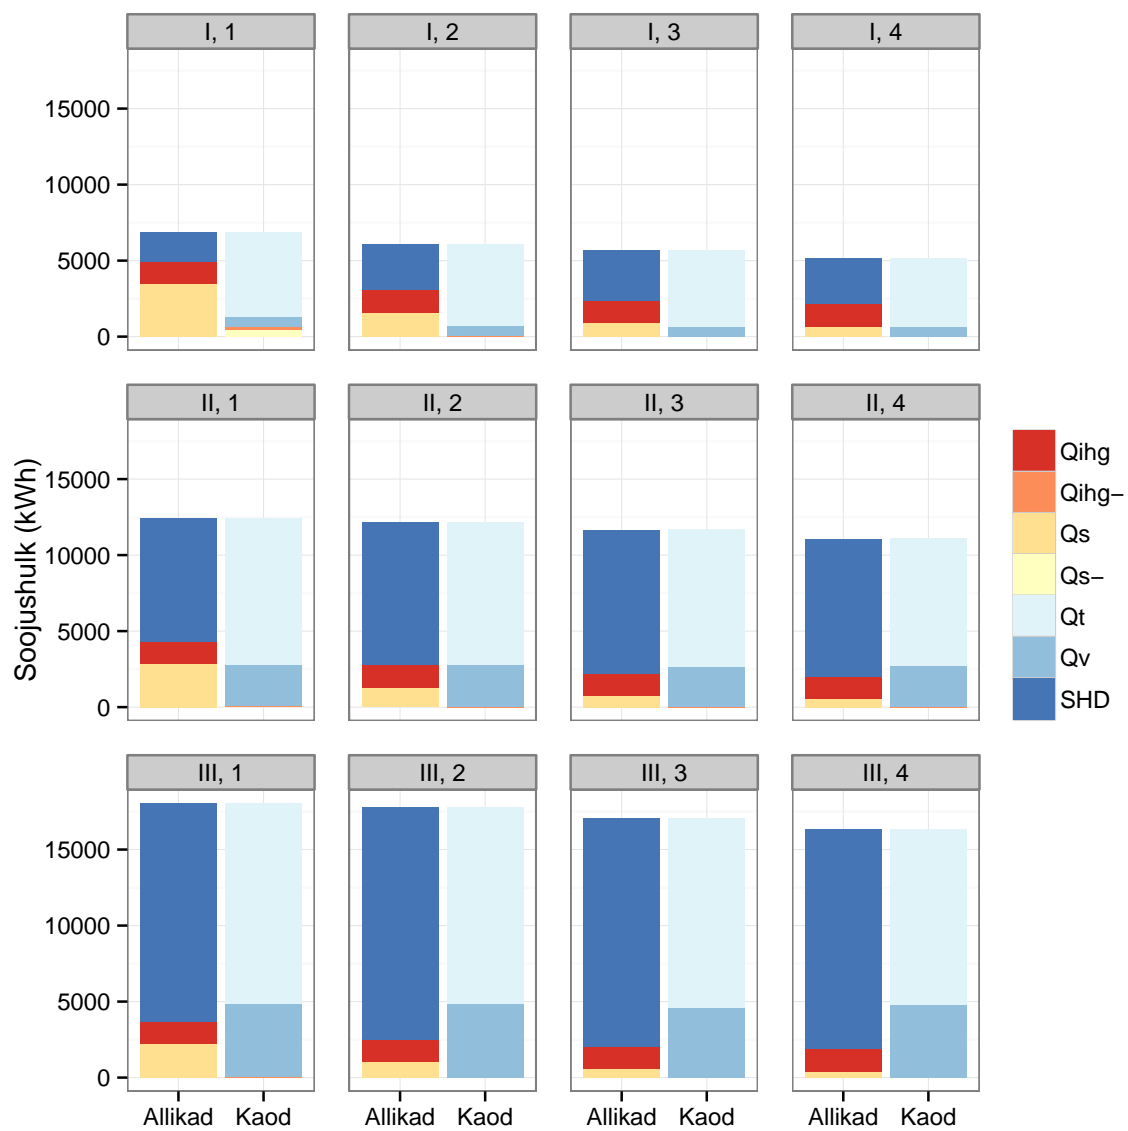 I, 1
I, 2
I, 3
I, 4
15000
10000
5000
0
II, 1
II, 2
II, 3
II, 4
15000
10000
5000
0
Soojushulk (kWh)
Qihg
Qihg−
Qs
Qs−
Qt
Qv
SHD
III, 1
III, 2
III, 3
III, 4
15000
10000
5000
0
Allikad Kaod
Allikad Kaod
Allikad Kaod
Allikad Kaod